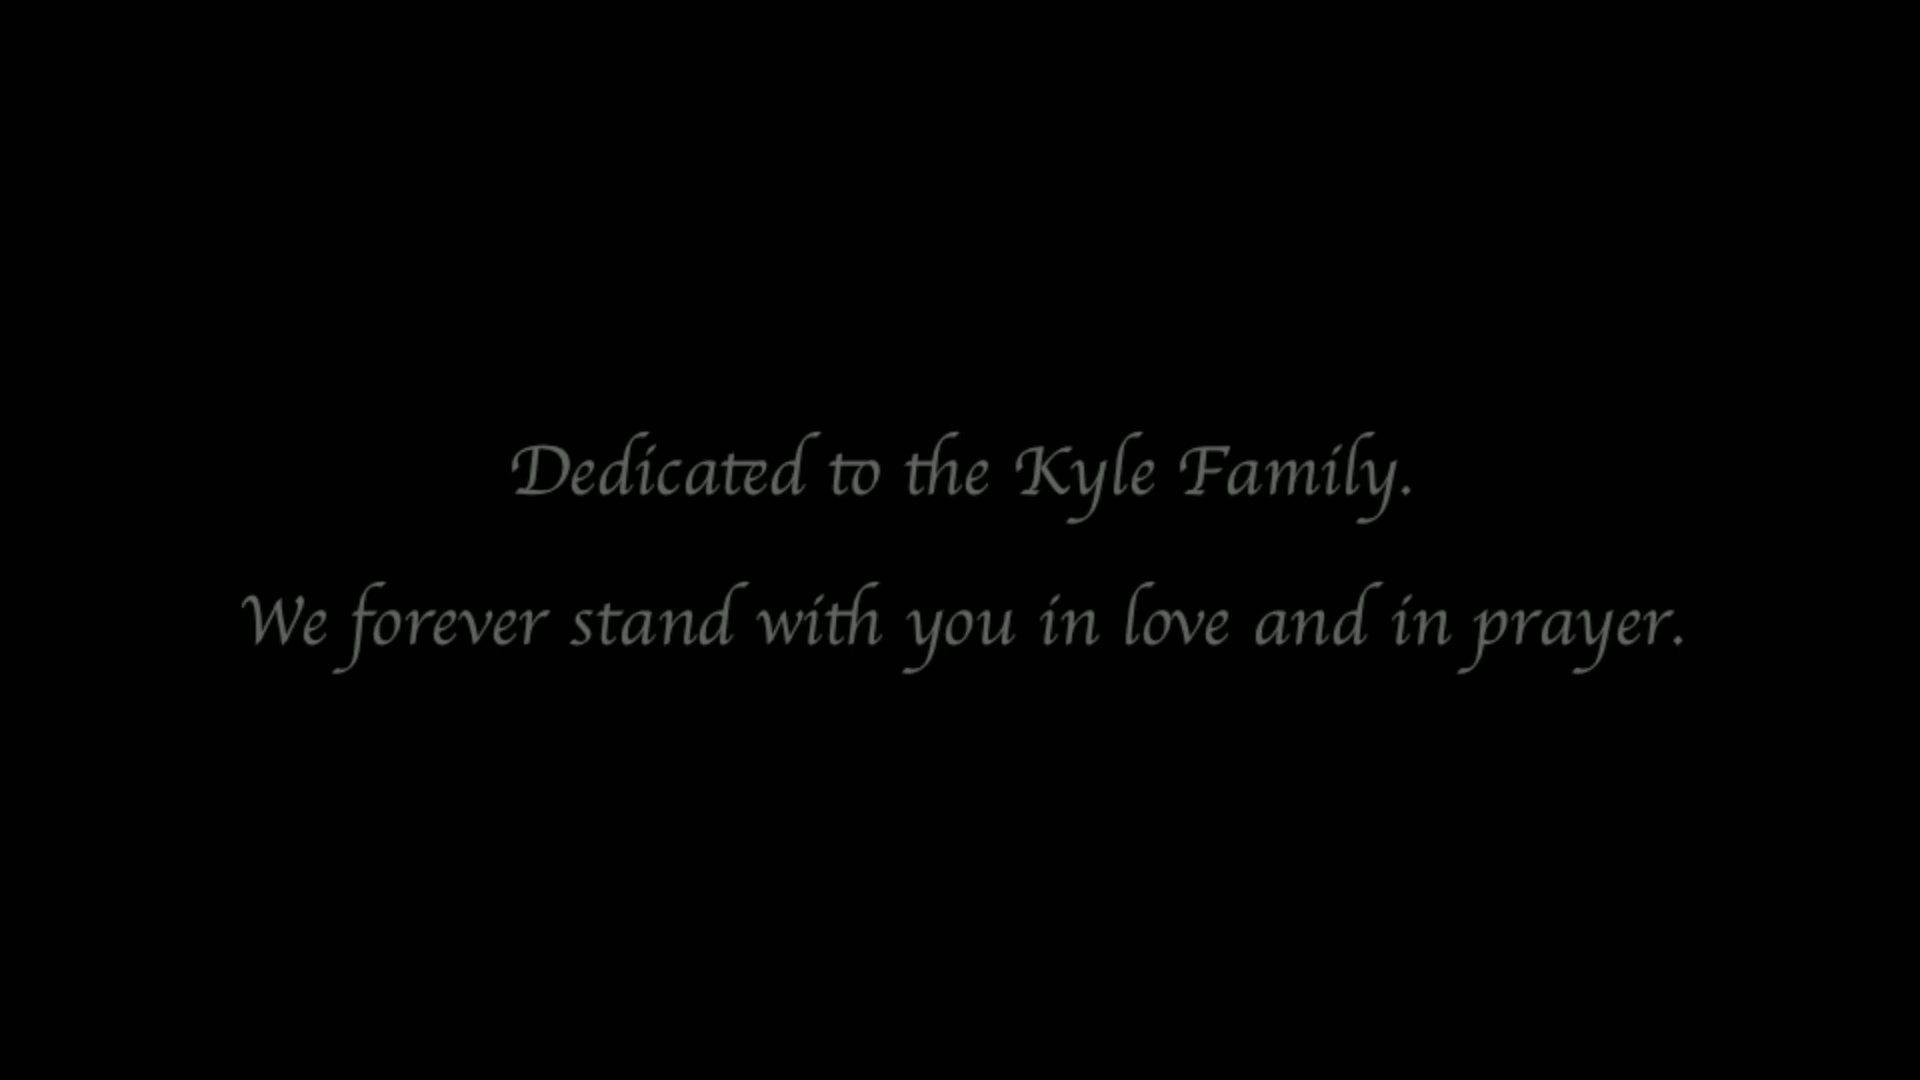 Dedicated to the Kyle Family.
We forever stand with you in love and in prayer.